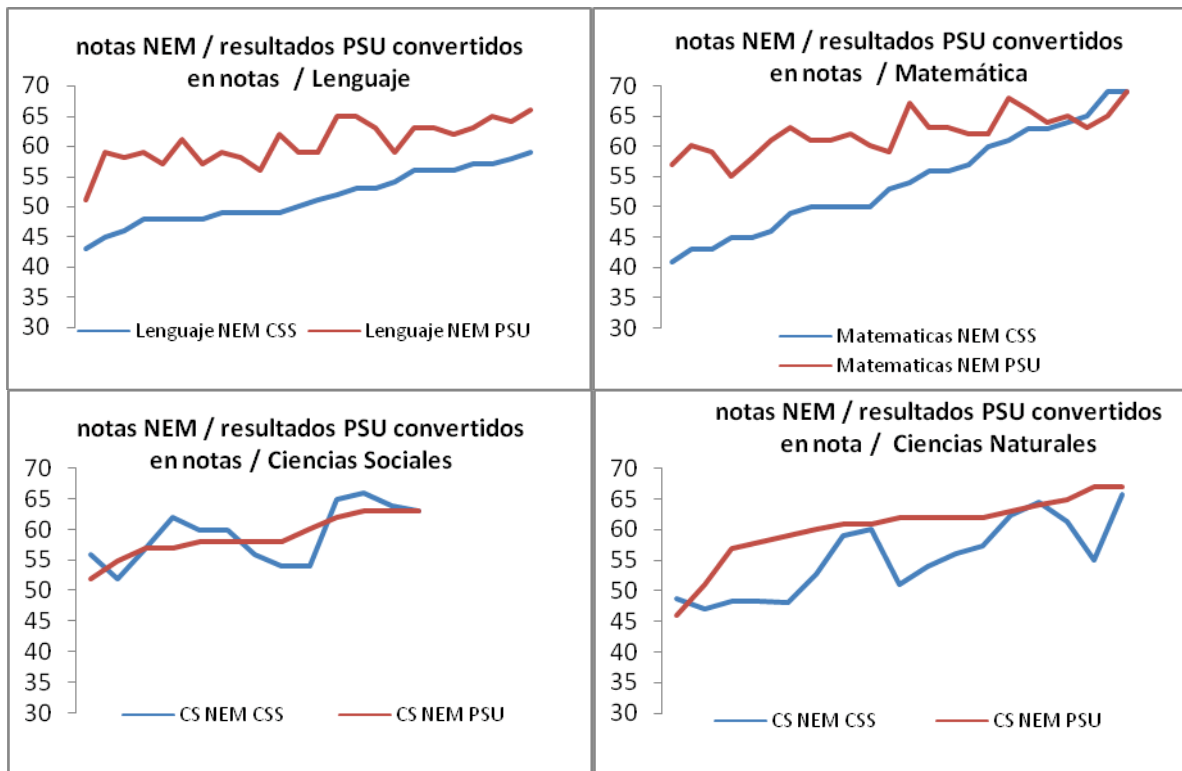 notas NEM / resultados PSU convertidos
en notas / Lenguaje
70
65
60
55
50
45
40
35
30
Lenguaje NEM CSS
Lenguaje NEM PSU
notas NEM / resultados PSU convertidos
en notas / Matemática
70
65
60
55
50
45
40
35
30
Matematicas NEM CSS
Matematicas NEM PSU
notas NEM / resultados PSU convertidos
en notas / Ciencias Sociales
70
65
60
55
50
45
40
35
30
CS NEM CSS
CS NEM PSU
notas NEM / resultados PSU convertidos
en nota / Ciencias Naturales
70
65
60
55
50
45
40
35
30
CS NEM CSS
CS NEM PSU